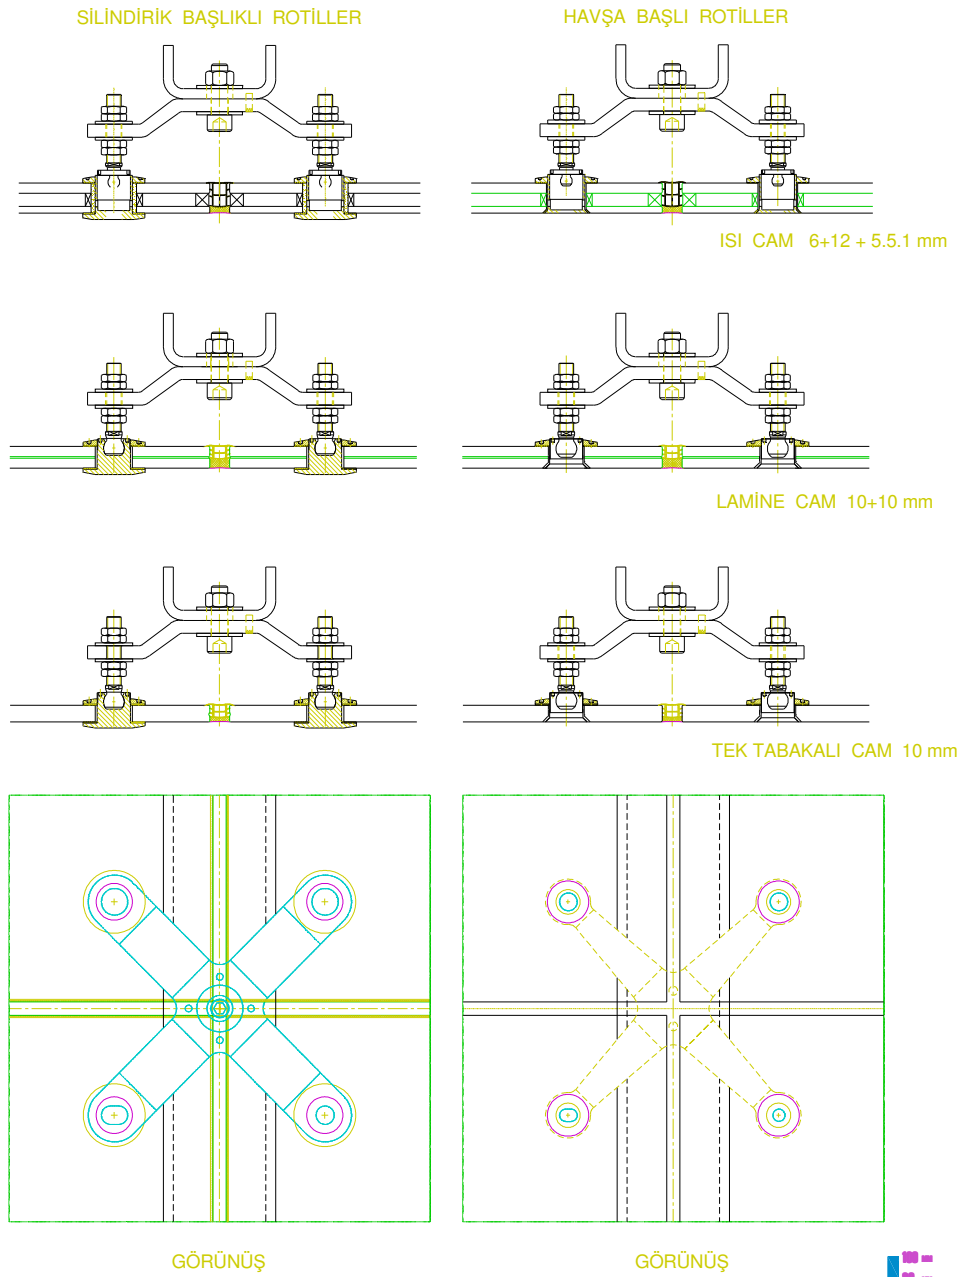 SİLİNDİRİK BAŞLIKLI ROTİLLER
HAVŞA BAŞLI ROTİLLER
ISI CAM 6+12 + 5.5.1 mm
LAMİNE CAM 10+10 mm
TEK TABAKALI CAM 10 mm
GÖRÜNÜŞ
GÖRÜNÜŞ